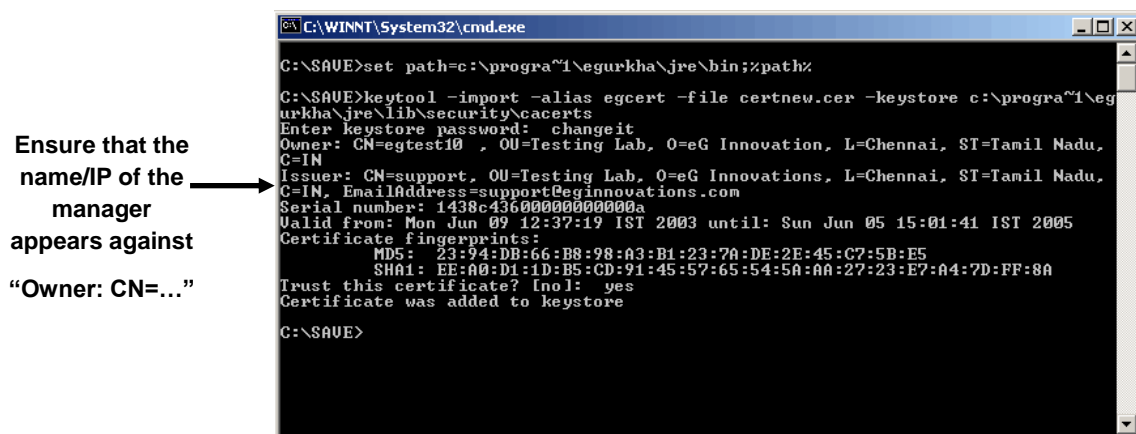 Ensure that the
name/IP of the
manager
appears against
“Owner: CN=…”
C:\WINNT\System32\cmd.exe
C:\SAVE>set path=c:\progra~1\egurkha\jre\bin;%path%
C:\SAVE>keytool -import -alias egcert -file certnew.cer -keystore c:\progra~1\eg
urkha\jre\lib\security\cacerts
Enter keystore password:  changeit
Owner: CN=egtest10  , OU=Testing Lab, O=eG Innovation, L=Chennai, ST=Tamil Nadu,
C=IN
Issuer: CN=support, OU=Testing Lab, O=eG Innovations, L=Chennai, ST=Tamil Nadu,
C=IN, EmailAddress=support@eginnovations.com
Serial number: 1438c43600000000000a
Valid from: Mon Jun 09 12:37:19 IST 2003 until: Sun Jun 05 15:01:41 IST 2005
Certificate fingerprints:
MD5:  23:94:DB:66:B8:98:A3:B1:23:7A:DE:2E:45:C7:5B:E5
SHA1: EE:A0:D1:1D:B5:CD:91:45:57:65:54:5A:AA:27:23:E7:A4:7D:FF:8A
Trust this certificate? [no]:  yes
Certificate was added to keystore
C:\SAVE>